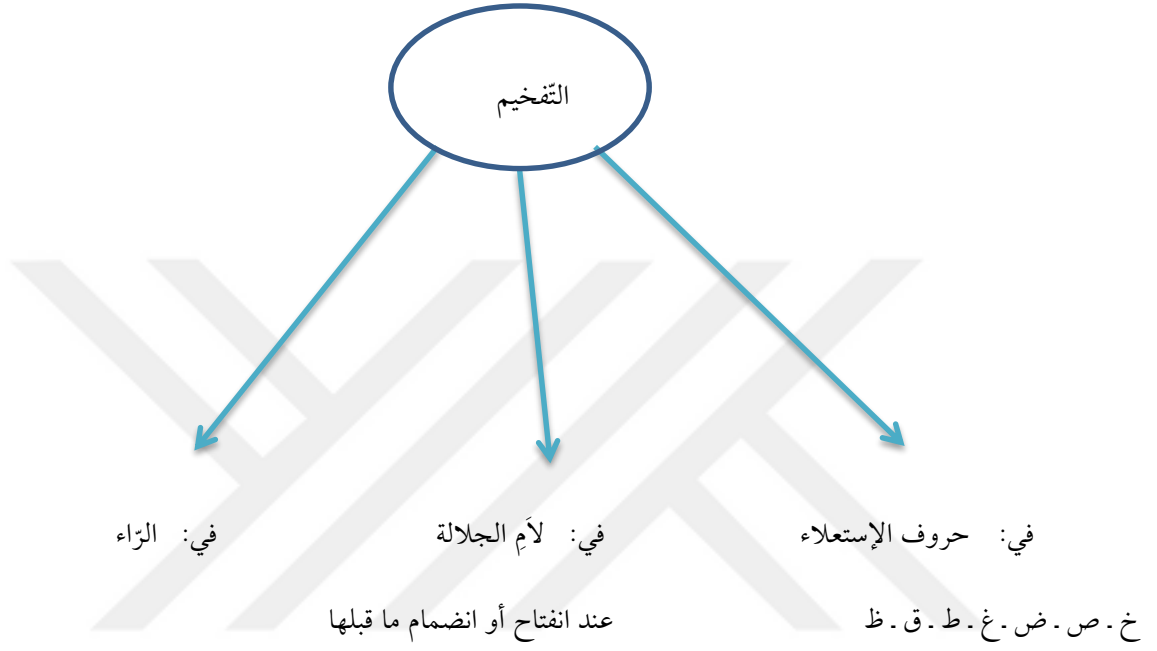 التّفخيم
في: حروف الإستعلاء
في: لاَمِ الجلالة
في: الرّاء
خ . ص . ض . غ . ط . ق . ظ
عند انفتاح أو انضمام ما قبلها